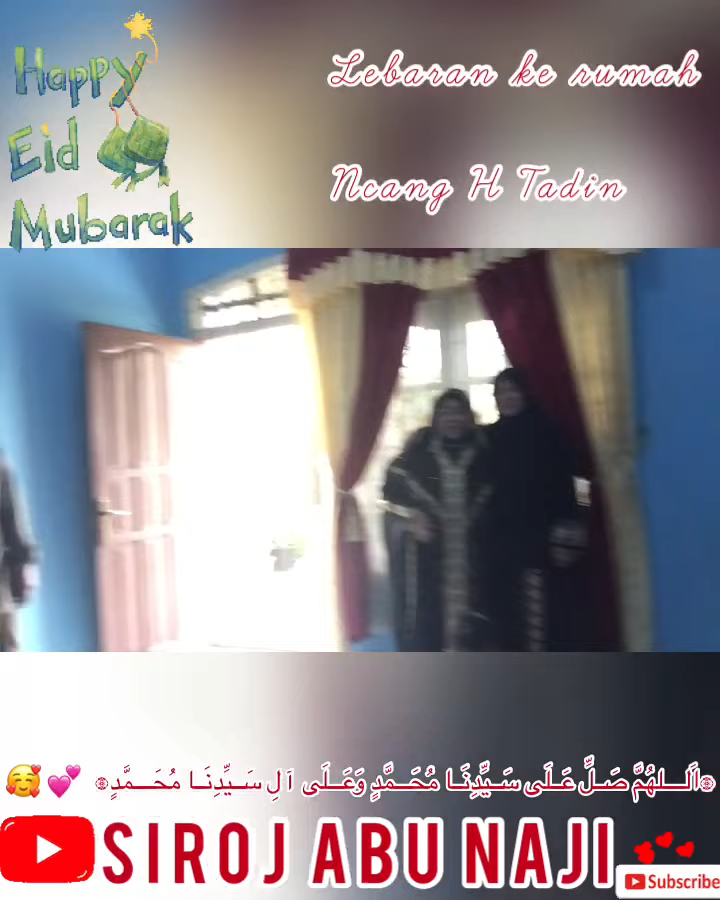 Happy
Eid
Mubarak
Lebaran ke rumah
Ncang H Tadin
اَللهُمَّ صَلِّ عَلَى سَيِّدِنَا مُحَمَّدٍ وَعَلَى آلِ سَيِّدِنَا مُحَمَّدٍ
SIROJ ABU NAJI
Subscribe